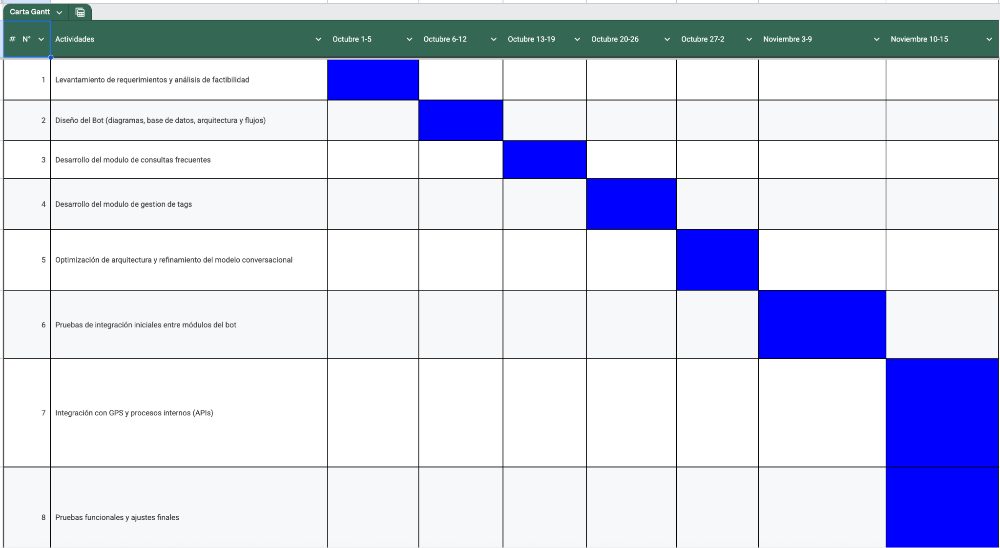 Carta Gantt
# N° Actividades Octubre 1-5 Octubre 6-12 Octubre 13-19 Octubre 20-26 Octubre 27-2 Noviembre 3-9 Noviembre 10-15
1 Levantamiento de requerimientos y análisis de factibilidad
2 Diseño del Bot (diagramas, base de datos, arquitectura y flujos)
3 Desarrollo del modulo de consultas frecuentes
4 Desarrollo del modulo de gestion de tags
5 Optimización de arquitectura y refinamiento del modelo conversacional
6 Pruebas de integración iniciales entre módulos del bot
7 Integración con GPS y procesos internos (APIs)
8 Pruebas funcionales y ajustes finales